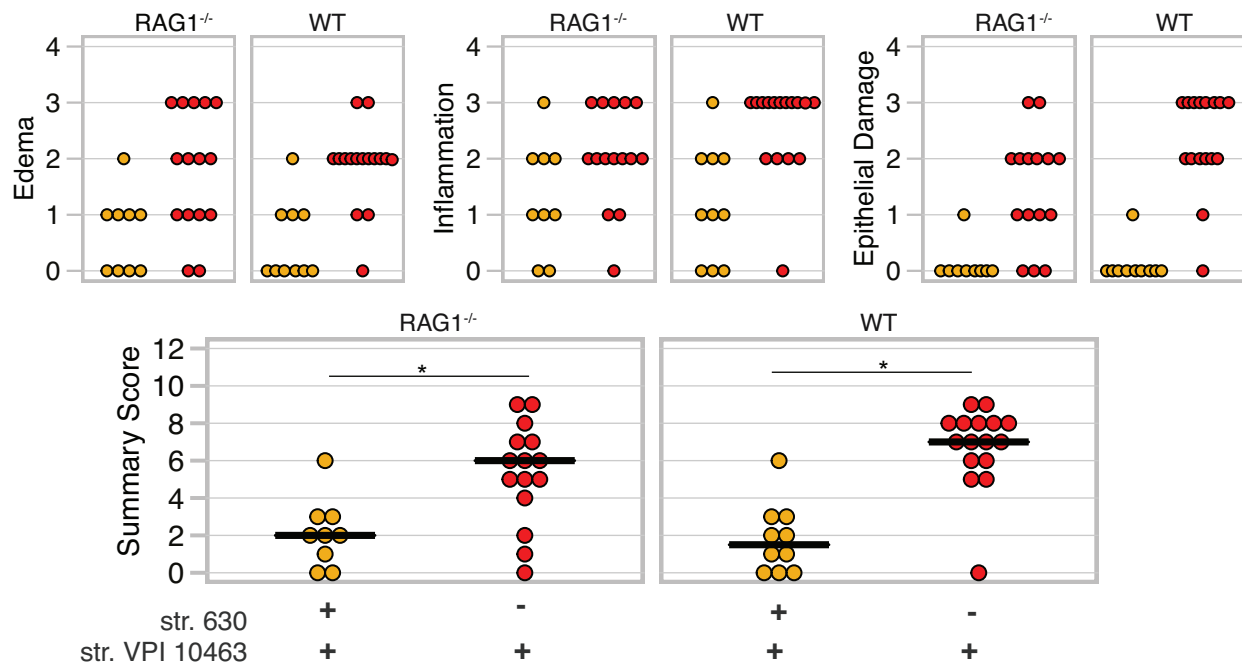 RAG1-/- WT RAG1-/- WT RAG1-/- WT
Edema
4
3
2
1
0
Inflammation
4
3
2
1
0
Epithelial Damage
4
3
2
1
0
RAG1-/- WT
Summary Score
12
10
8
6
4
2
0
* *
str. 630 + - + -
str. VPI 10463 + + + +